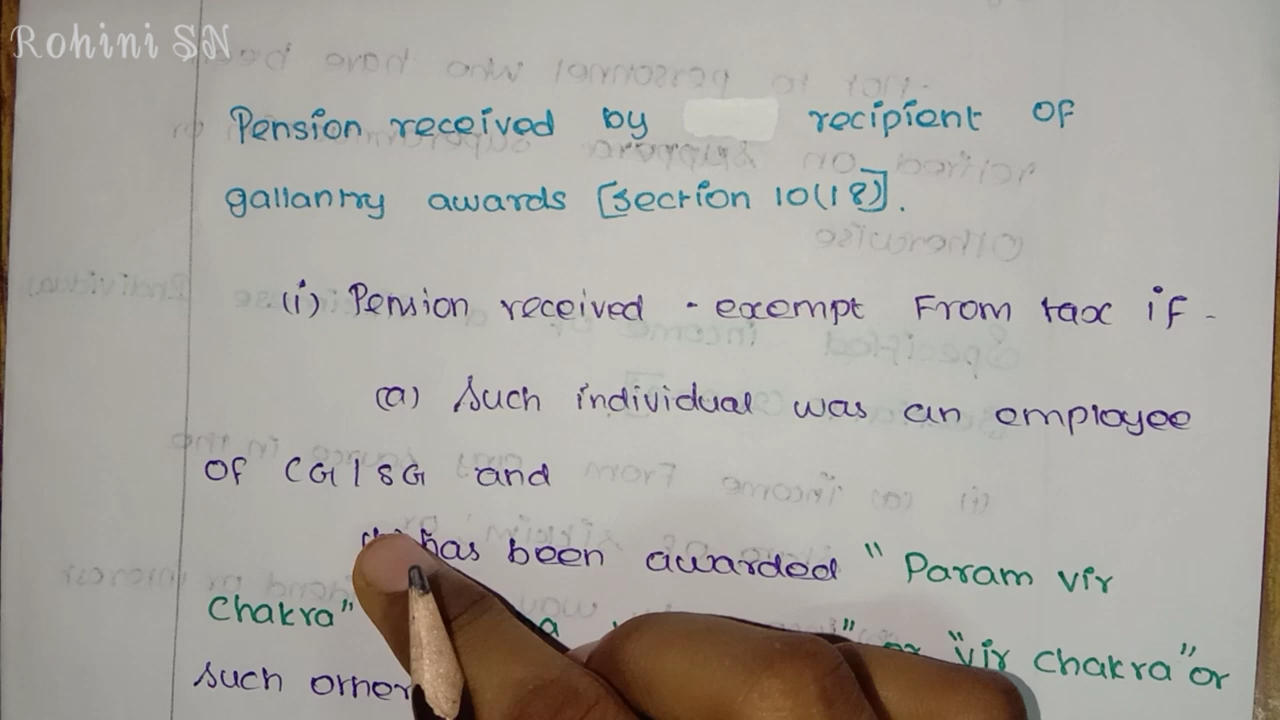 Rohini SN
Pension received by recipient of
gallantry awards [section 10(18)].
(i) Pension received - exempt from tax if -
(a) Such individual was an employee
of CG/SG and
has been awarded "Param vir
chakra" " or "vir chakra" or
such other